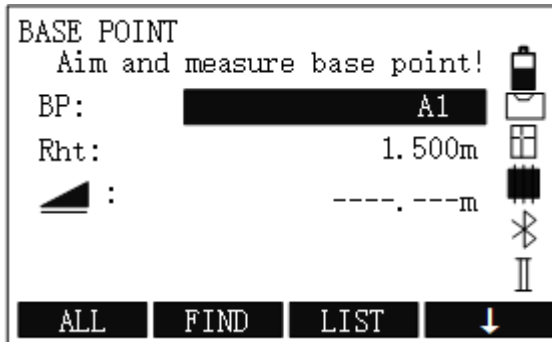 BASE POINT
Aim and measure base point!
BP: A1
Rht: 1.500m
: ----.---m
ALL FIND LIST ↓